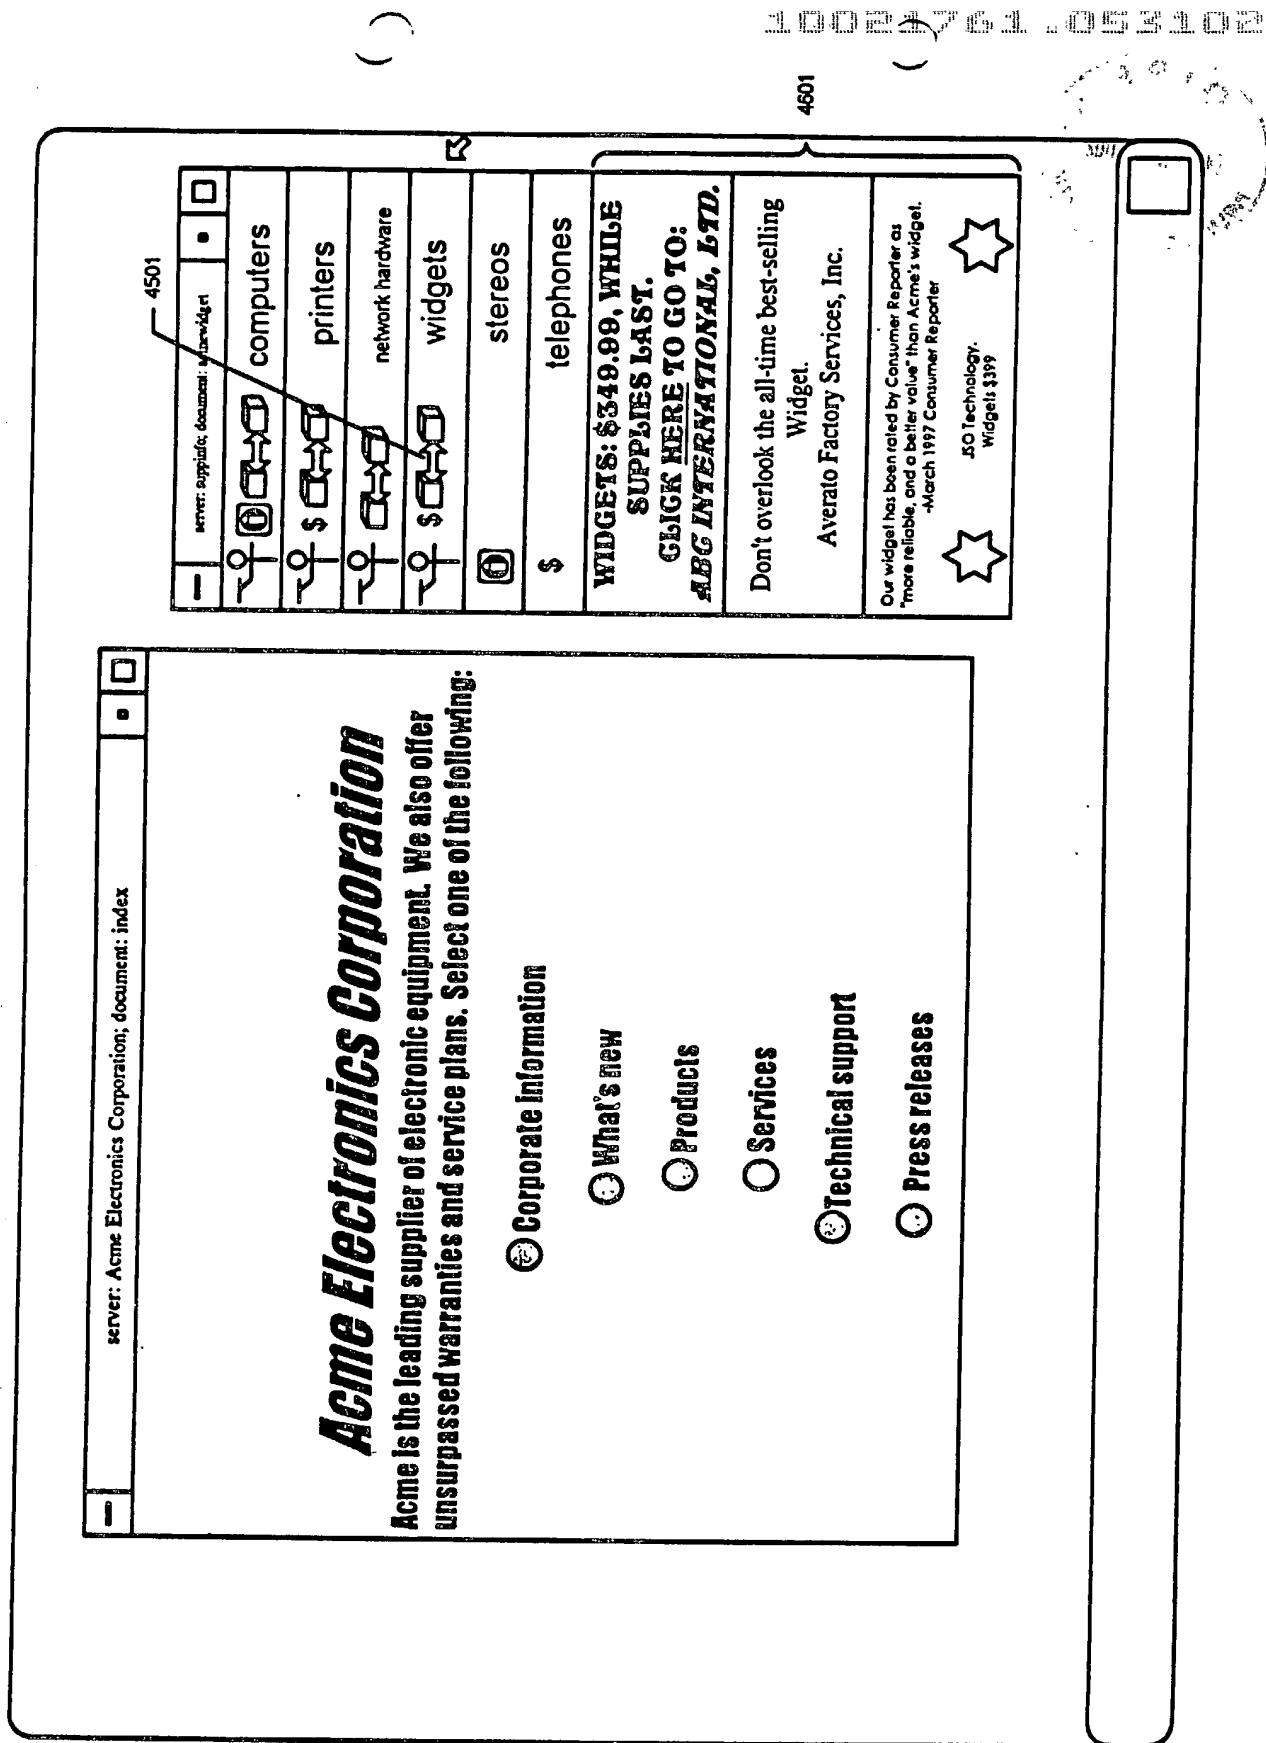 10021761.053102
server: Acme Electronics Corporation; document: index
Acme Electronics Corporation
Acme is the leading supplier of electronic equipment. We also offer
unsurpassed warranties and service plans. Select one of the following:
Corporate Information
What's new
Products
Services
Technical support
Press releases
4501
server: suppinfo; document:
computers
$ printers
network hardware
$ widgets
stereos
$ telephones
WIDGETS: $349.99, WHILE
SUPPLIES LAST.
CLICK HERE TO GO TO:
ABC INTERNATIONAL, LTD.
Don't overlook the all-time best-selling
Widget.
Averato Factory Services, Inc.
Our widget has been rated by Consumer Reporter as
"more reliable, and a better value" than Acme's widget.
-March 1997 Consumer Reporter
JSO Technology.
Widgets $399
4601